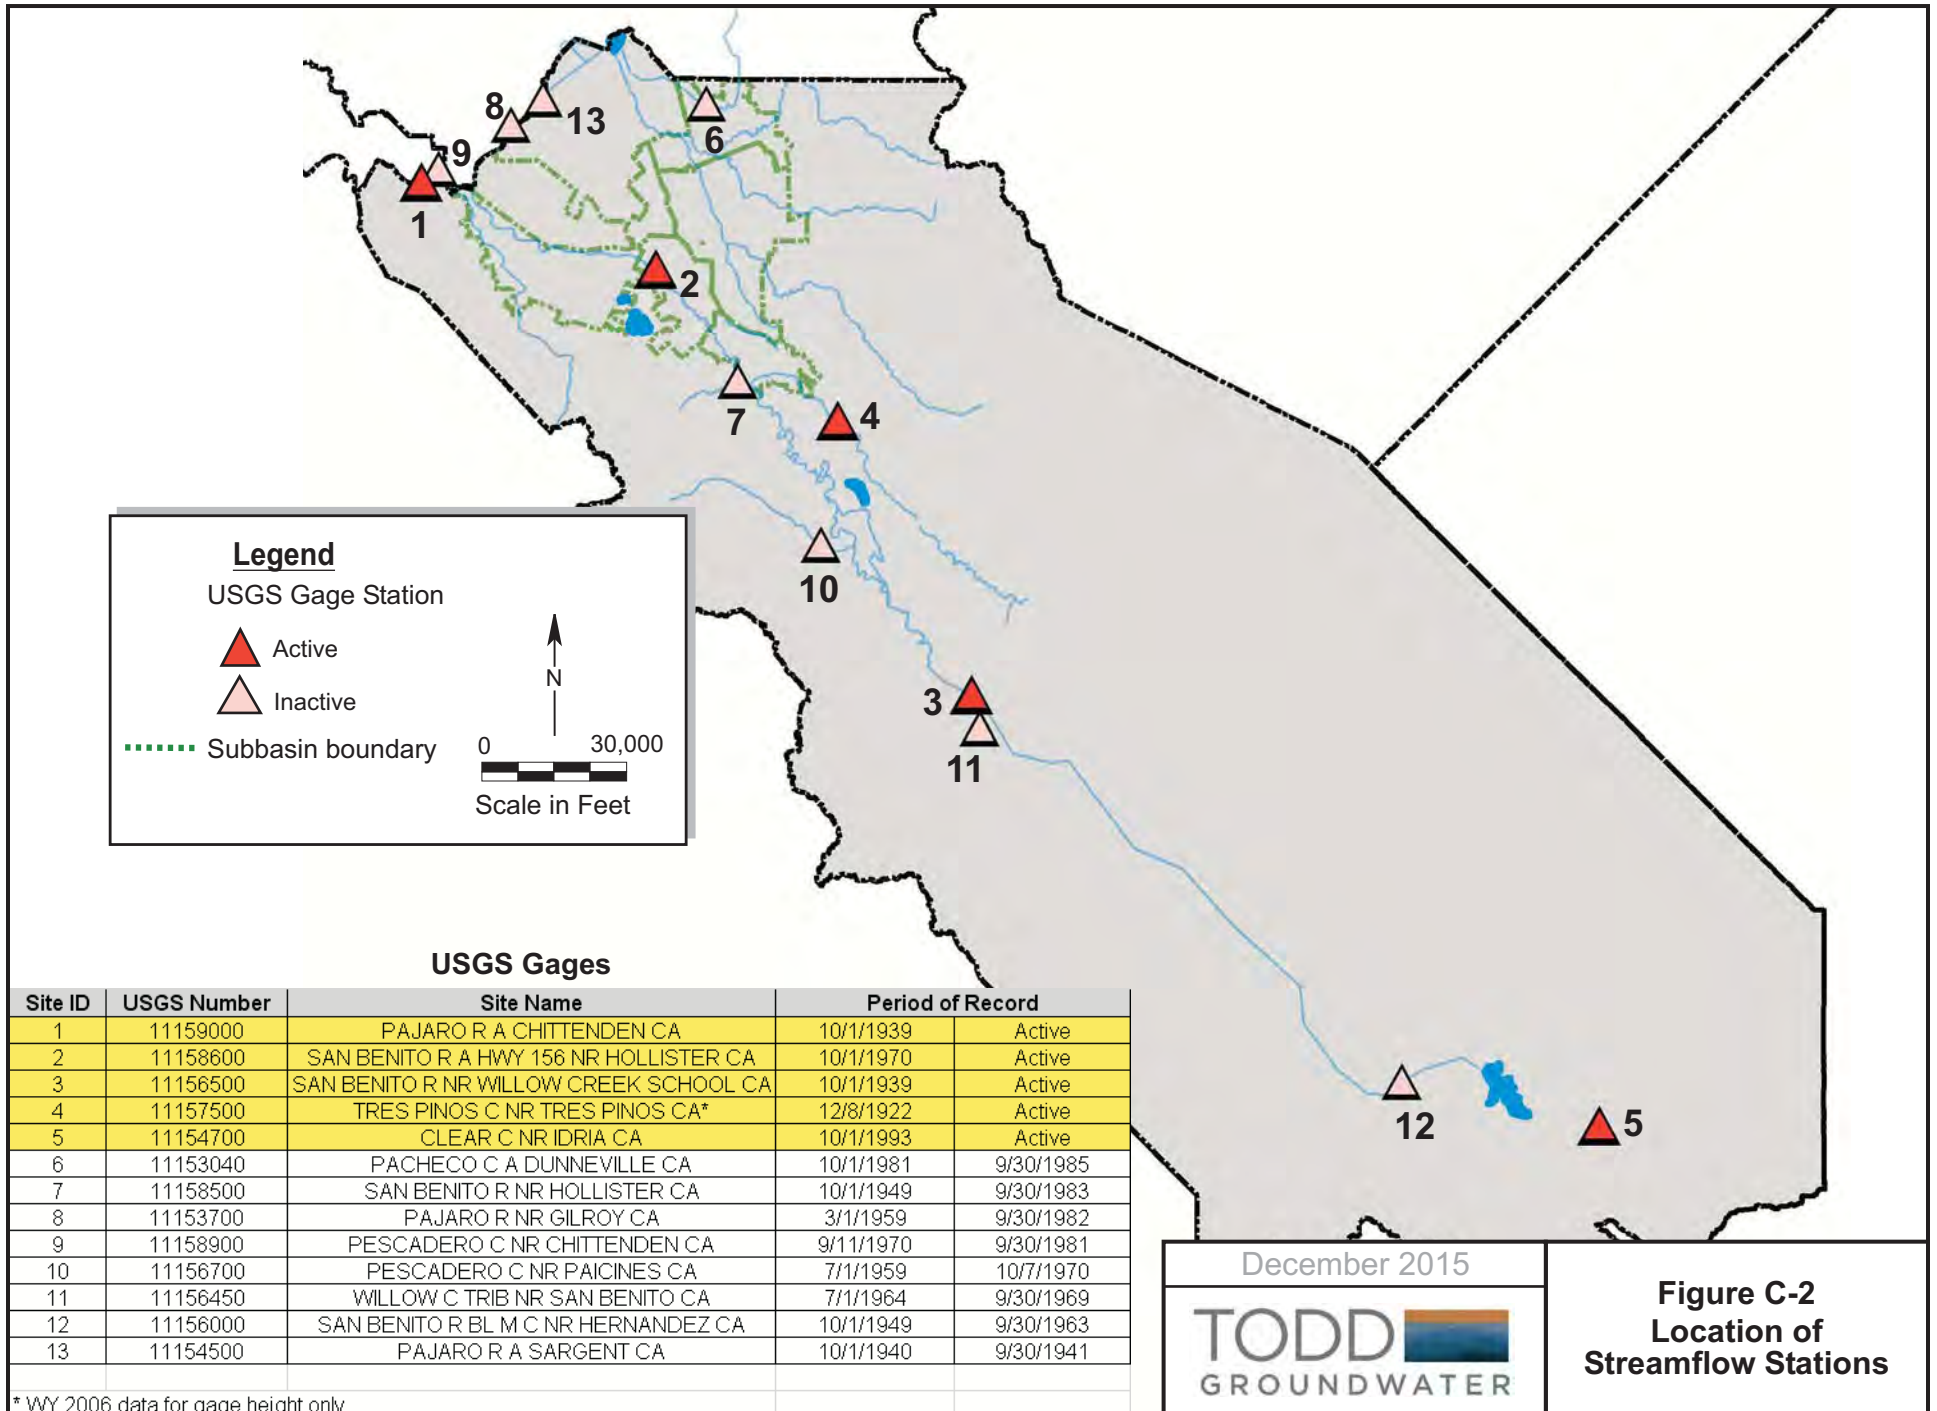 8
13
6
9
1
2
7
4
10
3
11
12
5
Legend
USGS Gage Station
Active
Inactive
Subbasin boundary
N
0 30,000
Scale in Feet
USGS Gages
Site ID USGS Number Site Name Period of Record
1 11159000 PAJARO R A CHITTENDEN CA 10/1/1939 Active
2 11158600 SAN BENITO R A HWY 156 NR HOLLISTER CA 10/1/1970 Active
3 11156500 SAN BENITO R NR WILLOW CREEK SCHOOL CA 10/1/1939 Active
4 11157500 TRES PINOS C NR TRES PINOS CA* 12/8/1922 Active
5 11154700 CLEAR C NR IDRIA CA 10/1/1993 Active
6 11153040 PACHECO C A DUNNEVILLE CA 10/1/1981 9/30/1985
7 11158500 SAN BENITO R NR HOLLISTER CA 10/1/1949 9/30/1983
8 11153700 PAJARO R NR GILROY CA 3/1/1959 9/30/1982
9 11158900 PESCADERO C NR CHITTENDEN CA 9/11/1970 9/30/1981
10 11156700 PESCADERO C NR PAICINES CA 7/1/1959 10/7/1970
11 11156450 WILLOW C TRIB NR SAN BENITO CA 7/1/1964 9/30/1969
12 11156000 SAN BENITO R BL M C NR HERNANDEZ CA 10/1/1949 9/30/1963
13 11154500 PAJARO R A SARGENT CA 10/1/1940 9/30/1941
* WY 2006 data for gage height only
December 2015
TODD
GROUNDWATER
Figure C-2
Location of
Streamflow Stations